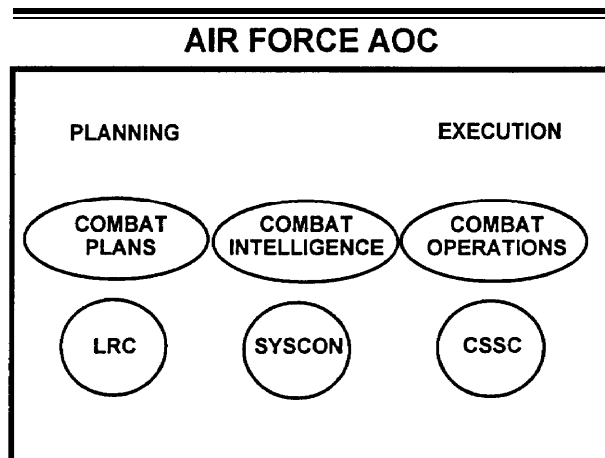 AIR FORCE AOC
PLANNING
EXECUTION
COMBAT
PLANS
COMBAT
INTELLIGENCE
COMBAT
OPERATIONS
LRC
SYSCON
CSSC